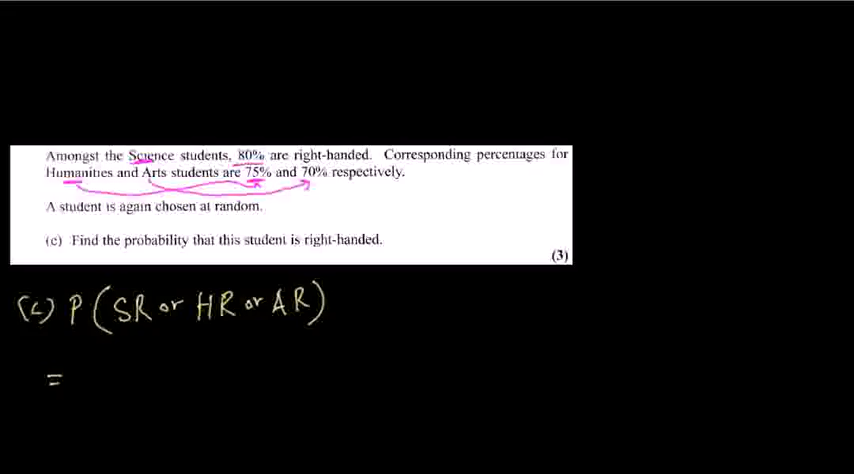 Amongst the Science students, 80% are right-handed. Corresponding percentages for
Humanities and Arts students are 75% and 70% respectively.
A student is again chosen at random.
(c) Find the probability that this student is right-handed.
(3)
(c) P(SR or HR or AR)
=